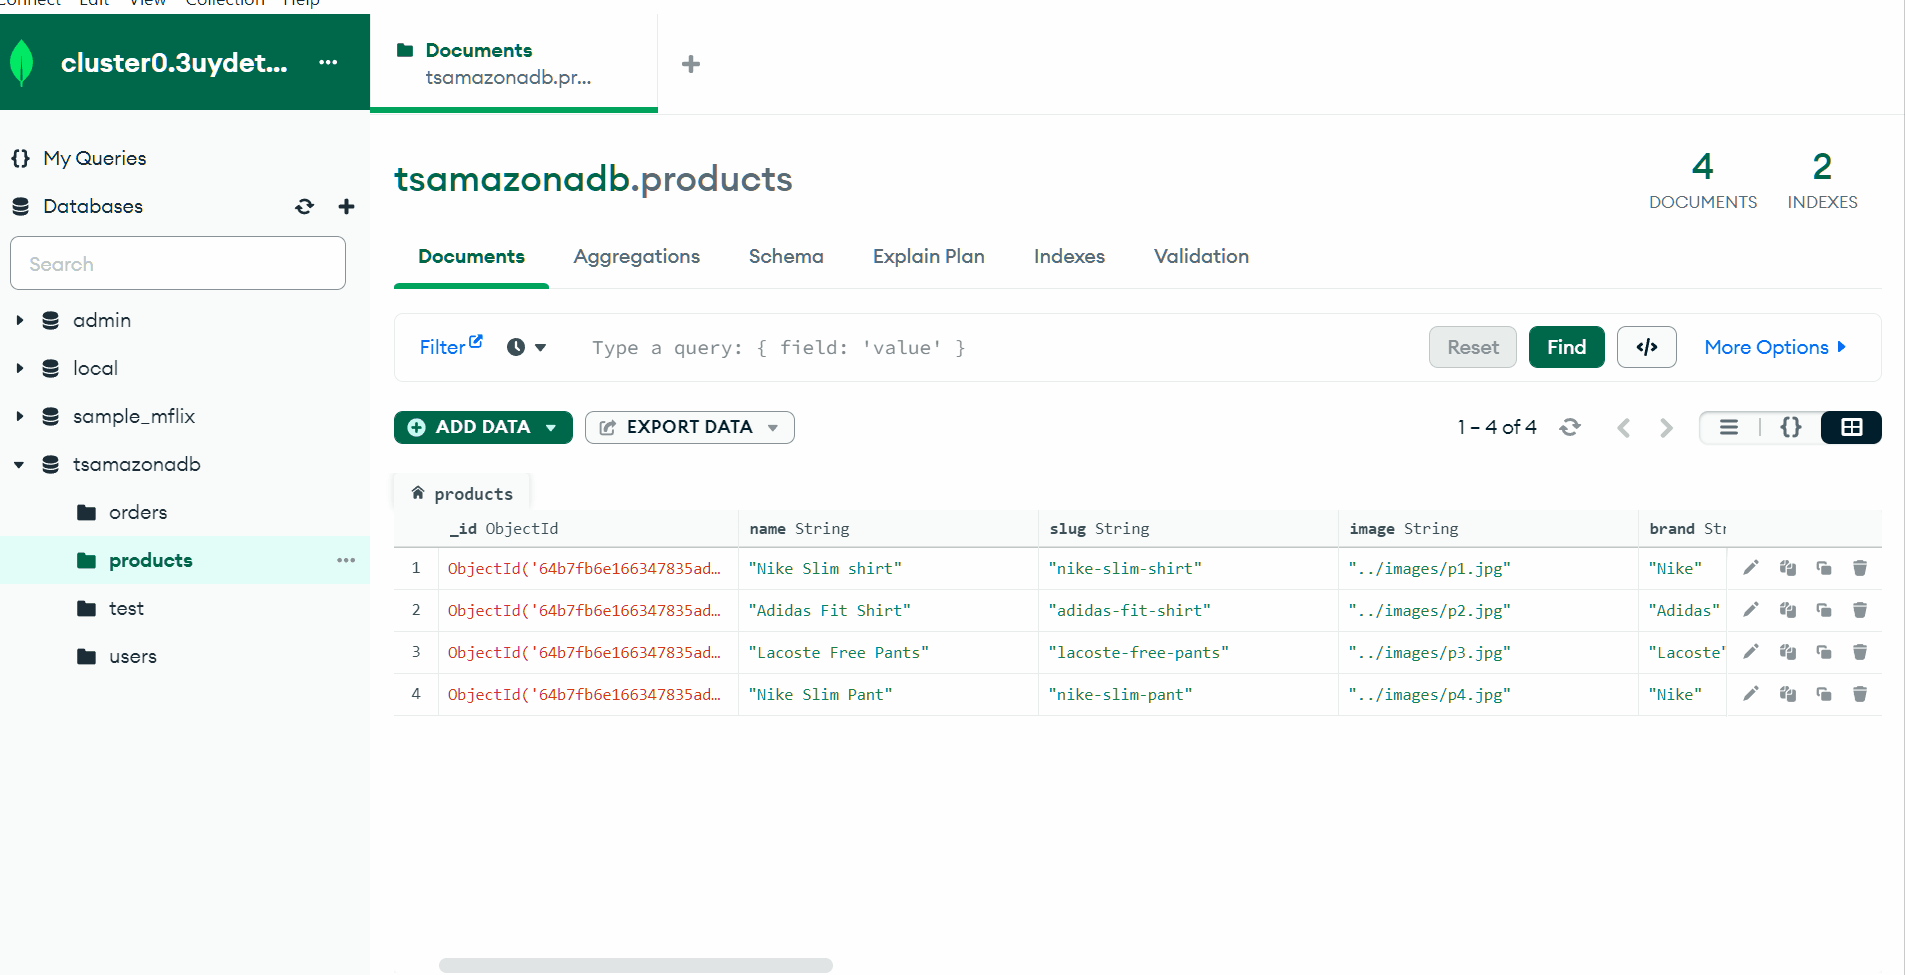 Connect Edit View Collection Help
cluster0.3uydet... ...
Documents
tsamazonadb.pr...
My Queries
Databases
Search
admin
local
sample_mflix
tsamazonadb
orders
products ...
test
users
tsamazonadb.products
4
DOCUMENTS
2
INDEXES
Documents Aggregations Schema Explain Plan Indexes Validation
Filter Type a query: { field: 'value' } Reset Find </> More Options
ADD DATA EXPORT DATA 1 – 4 of 4 {}
products
_id ObjectId name String slug String image String brand Str
1 ObjectId('64b7fb6e166347835ad… "Nike Slim shirt" "nike-slim-shirt" "../images/p1.jpg" "Nike"
2 ObjectId('64b7fb6e166347835ad… "Adidas Fit Shirt" "adidas-fit-shirt" "../images/p2.jpg" "Adidas"
3 ObjectId('64b7fb6e166347835ad… "Lacoste Free Pants" "lacoste-free-pants" "../images/p3.jpg" "Lacoste"
4 ObjectId('64b7fb6e166347835ad… "Nike Slim Pant" "nike-slim-pant" "../images/p4.jpg" "Nike"